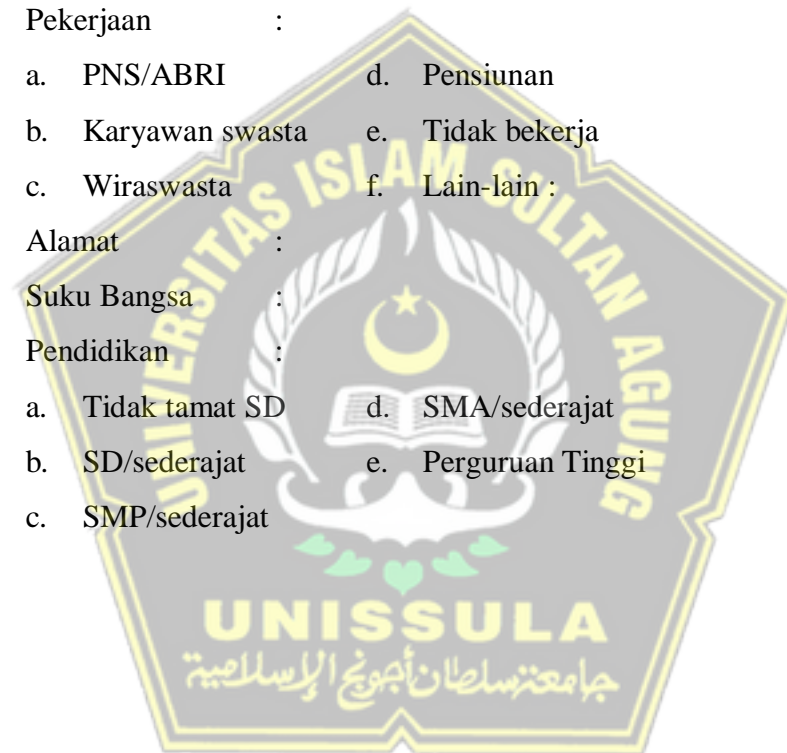 Pekerjaan :
a. PNS/ABRI d. Pensiunan
b. Karyawan swasta e. Tidak bekerja
c. Wiraswasta f. Lain-lain :
Alamat :
Suku Bangsa :
Pendidikan :
a. Tidak tamat SD d. SMA/sederajat
b. SD/sederajat e. Perguruan Tinggi
c. SMP/sederajat
UNIVERSITAS ISLAM SULTAN AGUNG
UNISSULA
جامعة سلطان أجونج الإسلامية